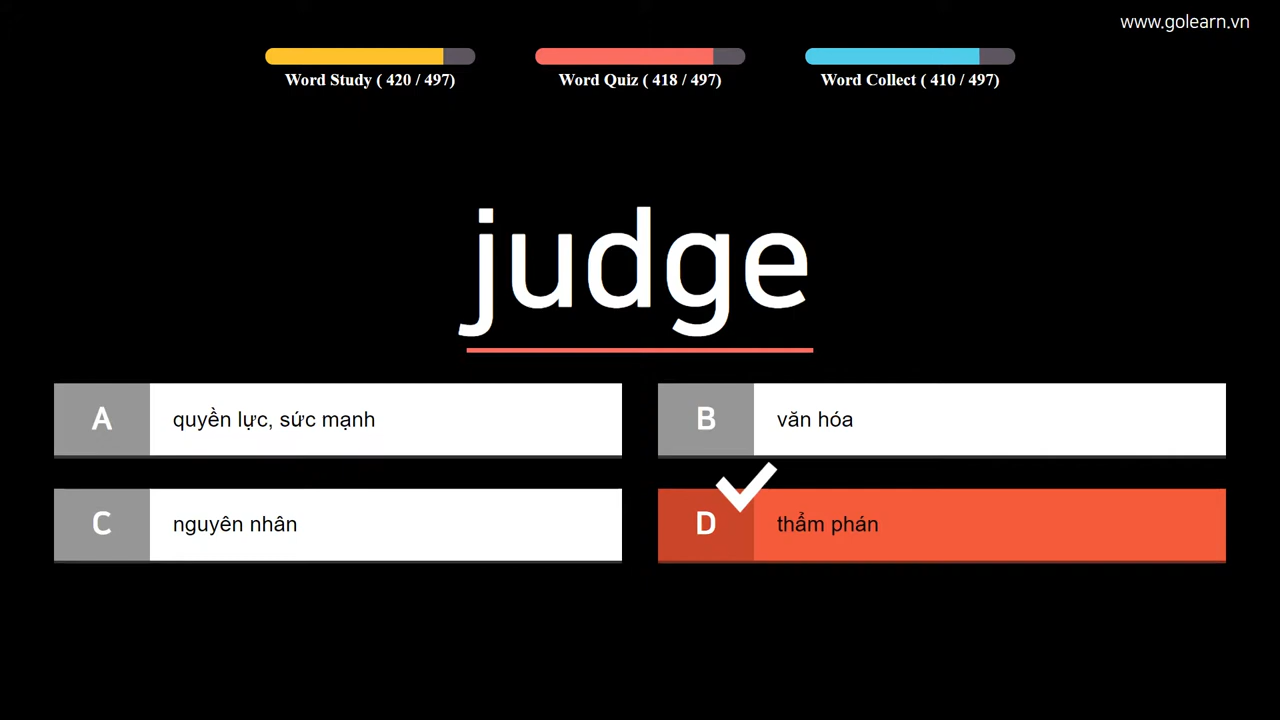 www.golearn.vn
Word Study ( 420 / 497)
Word Quiz ( 418 / 497)
Word Collect ( 410 / 497)
judge
A quyền lực, sức mạnh
B văn hóa
C nguyên nhân
D thẩm phán